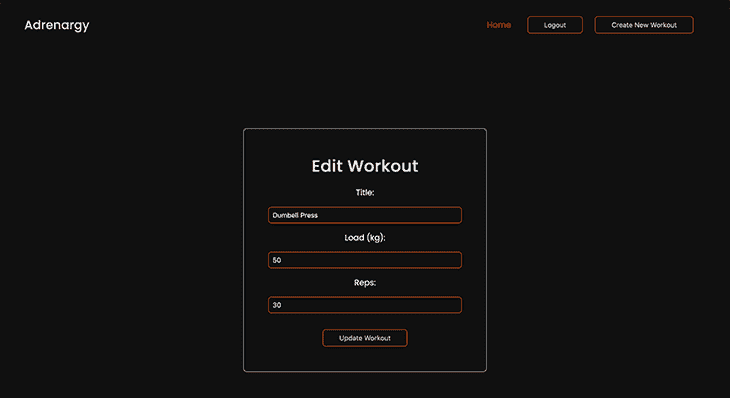 Adrenargy
Home
Logout
Create New Workout
Edit Workout
Title:
Dumbell Press
Load (kg):
50
Reps:
30
Update Workout